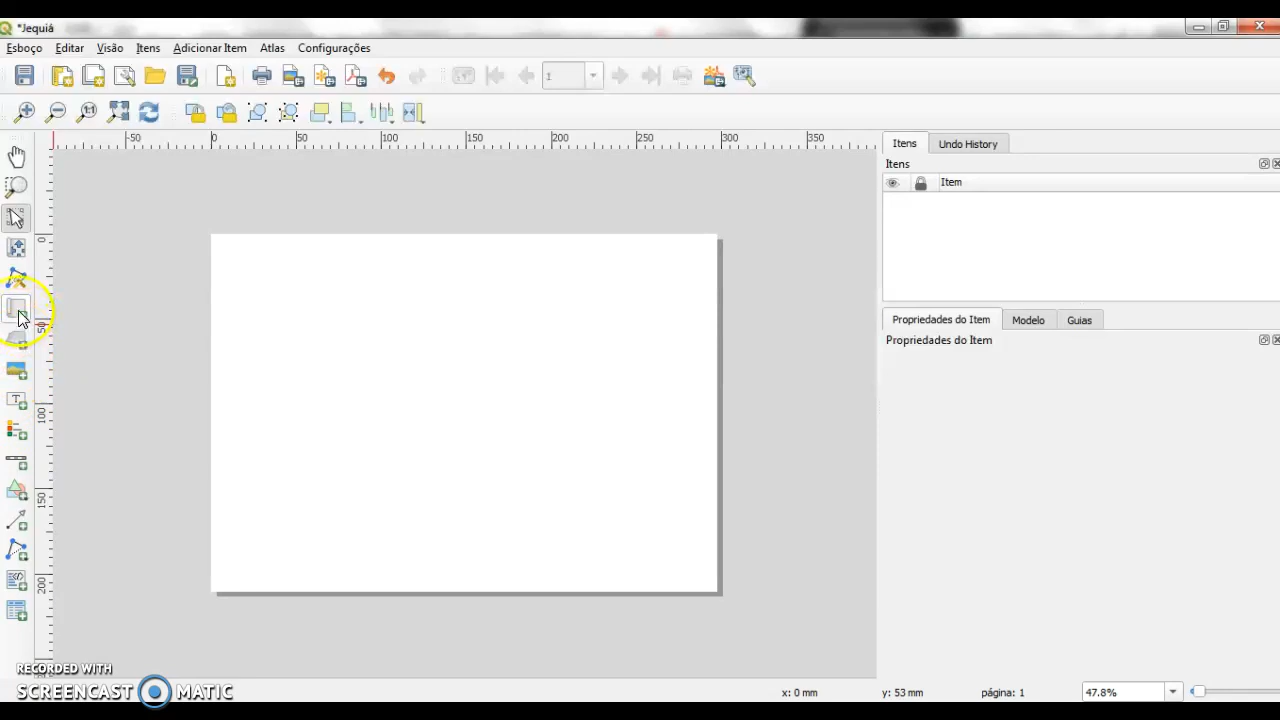 *Jequiá
Esboço Editar Visão Itens Adicionar Item Atlas Configurações
1
1:1
-50 0 50 100 150 200 250 300 350
Itens Undo History
Itens
Item
0
50
100
150
200
Propriedades do Item Modelo Guias
Propriedades do Item
T
RECORDED WITH
SCREENCAST MATIC
x: 0 mm y: 53 mm página: 1 47.8%